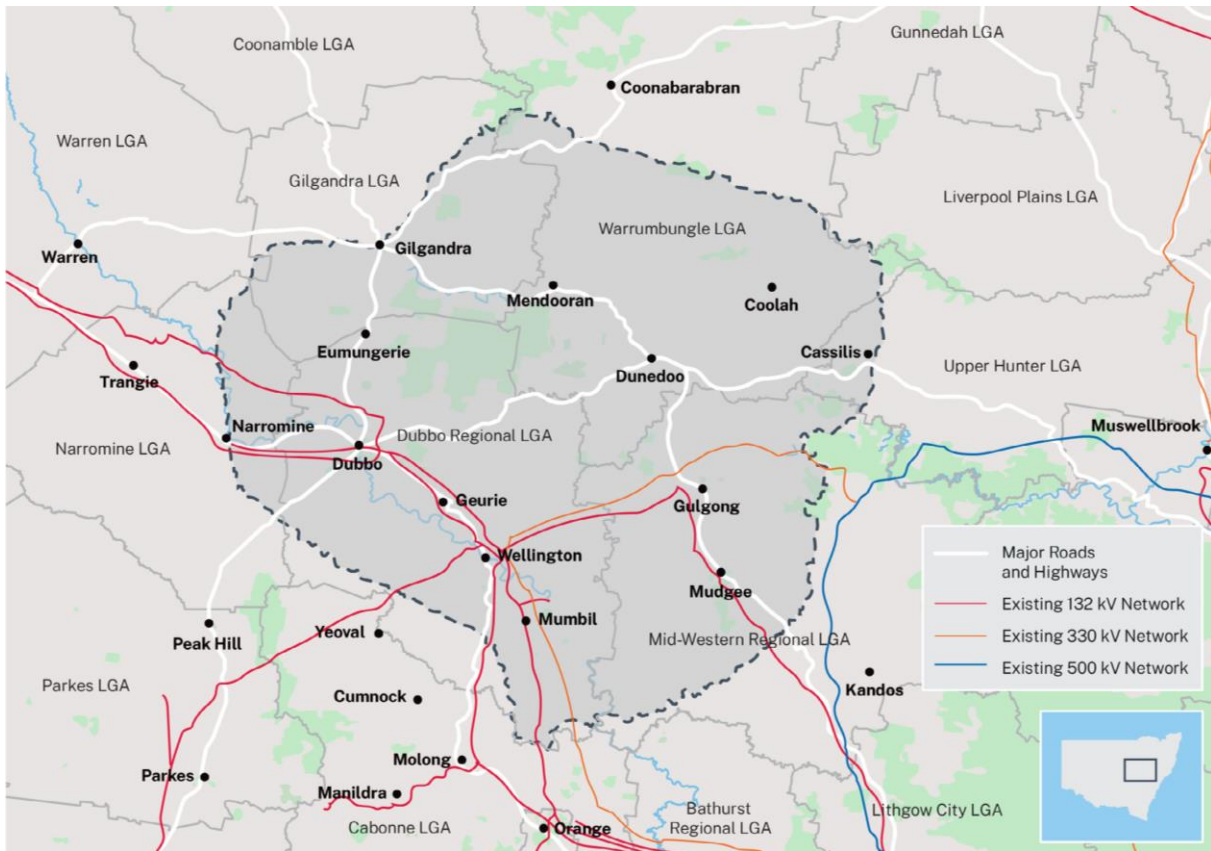 Coonamble LGA
Gunnedah LGA
Coonabarabran
Warren LGA
Gilgandra LGA
Liverpool Plains LGA
Warrumbungle LGA
Warren
Gilgandra
Mendooran
Coolah
Eumungerie
Cassilis
Trangie
Dunedoo
Upper Hunter LGA
Narromine
Muswellbrook
Narromine LGA
Dubbo Regional LGA
Dubbo
Geurie
Gulgong
Wellington
Mudgee
Mumbil
Yeoval
Peak Hill
Mid-Western Regional LGA
Parkes LGA
Cumnock
Kandos
Molong
Parkes
Manildra
Cabonne LGA
Orange
Bathurst
Regional LGA
Lithgow City LGA
Major Roads
and Highways
Existing 132 kV Network
Existing 330 kV Network
Existing 500 kV Network